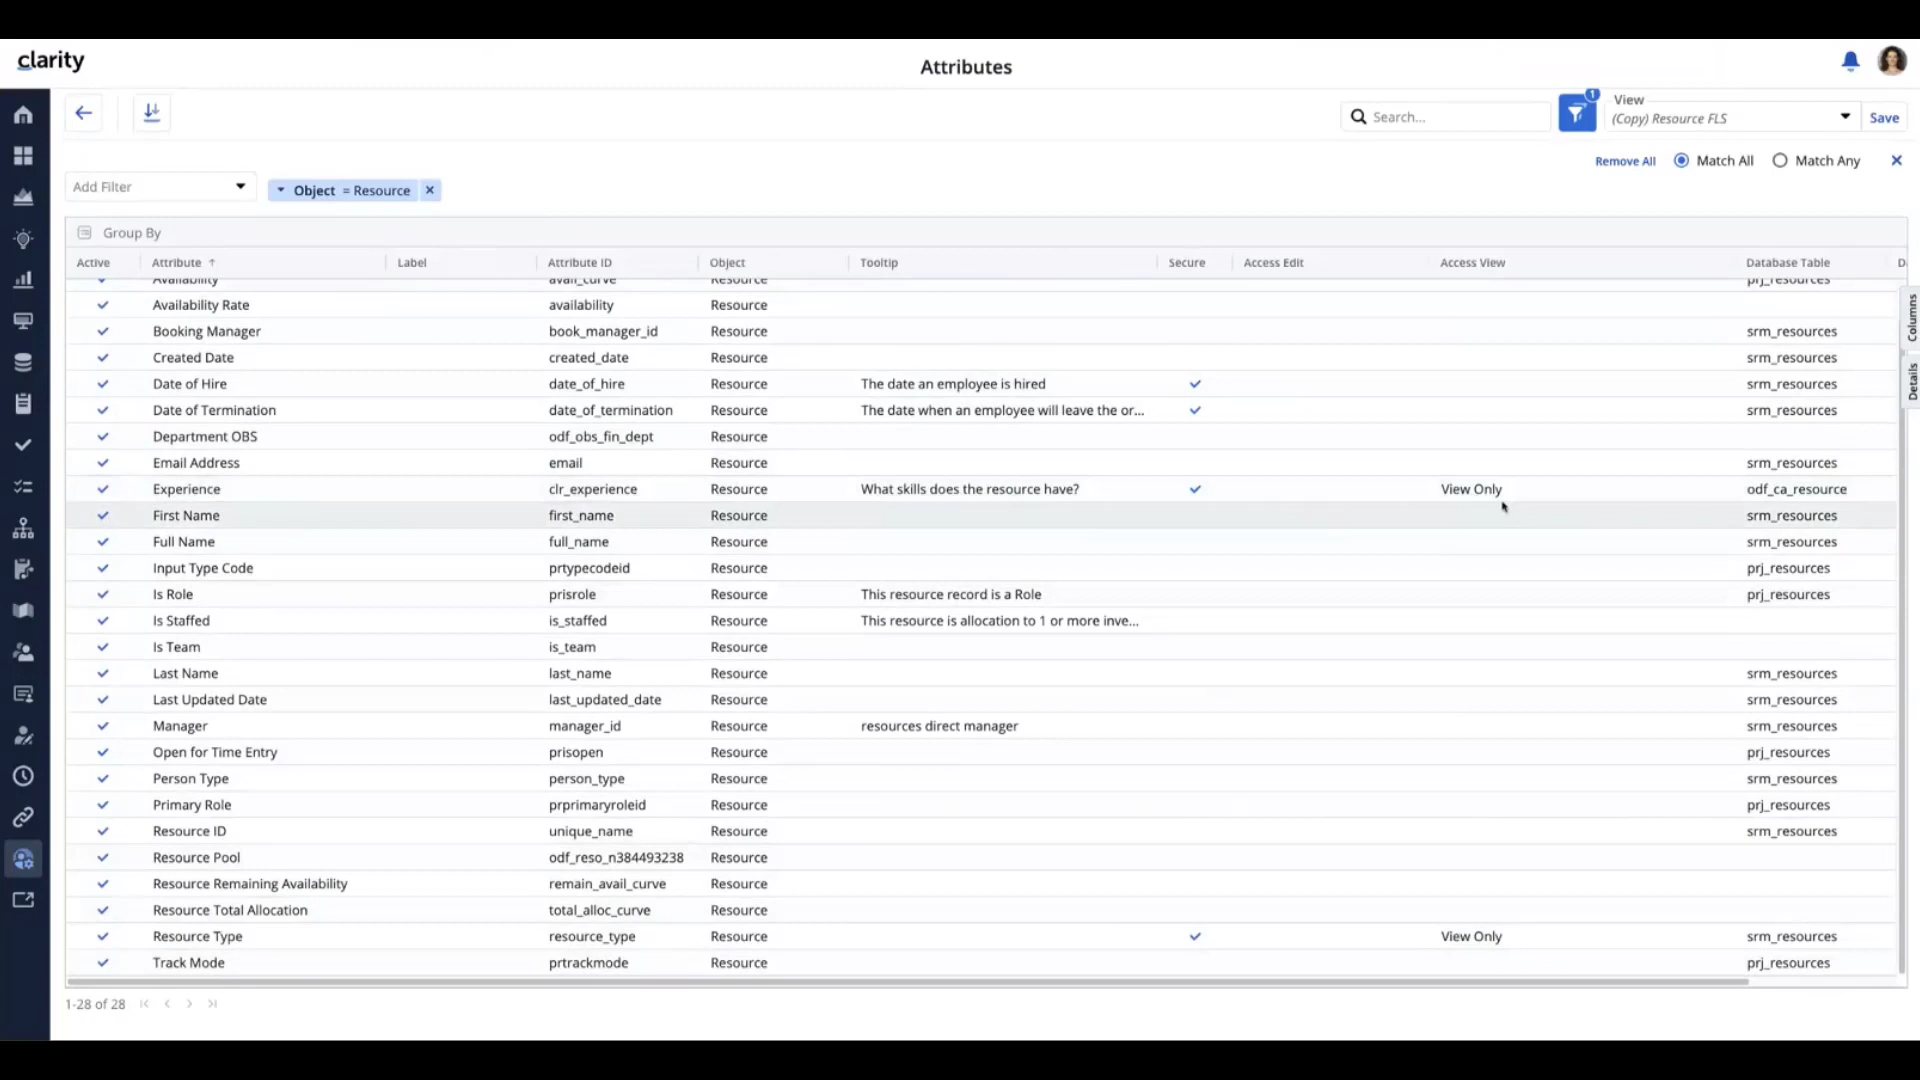 clarity
Attributes
Search...
1
View
(Copy) Resource FLS
Save
Remove All
Match All
Match Any
Add Filter
Object = Resource
Group By
Active Attribute Label Attribute ID Object Tooltip Secure Access Edit Access View Database Table D
Availability avail_curve Resource prj_resources
Availability Rate availability Resource
Booking Manager book_manager_id Resource srm_resources
Created Date created_date Resource srm_resources
Date of Hire date_of_hire Resource The date an employee is hired srm_resources
Date of Termination date_of_termination Resource The date when an employee will leave the or... srm_resources
Department OBS odf_obs_fin_dept Resource
Email Address email Resource srm_resources
Experience clr_experience Resource What skills does the resource have? View Only odf_ca_resource
First Name first_name Resource srm_resources
Full Name full_name Resource srm_resources
Input Type Code prtypecodeid Resource prj_resources
Is Role prisrole Resource This resource record is a Role prj_resources
Is Staffed is_staffed Resource This resource is allocation to 1 or more inve...
Is Team is_team Resource
Last Name last_name Resource srm_resources
Last Updated Date last_updated_date Resource srm_resources
Manager manager_id Resource resources direct manager srm_resources
Open for Time Entry prisopen Resource prj_resources
Person Type person_type Resource srm_resources
Primary Role prprimaryroleid Resource prj_resources
Resource ID unique_name Resource srm_resources
Resource Pool odf_reso_n384493238 Resource
Resource Remaining Availability remain_avail_curve Resource
Resource Total Allocation total_alloc_curve Resource
Resource Type resource_type Resource View Only srm_resources
Track Mode prtrackmode Resource prj_resources
Columns
Details
1-28 of 28